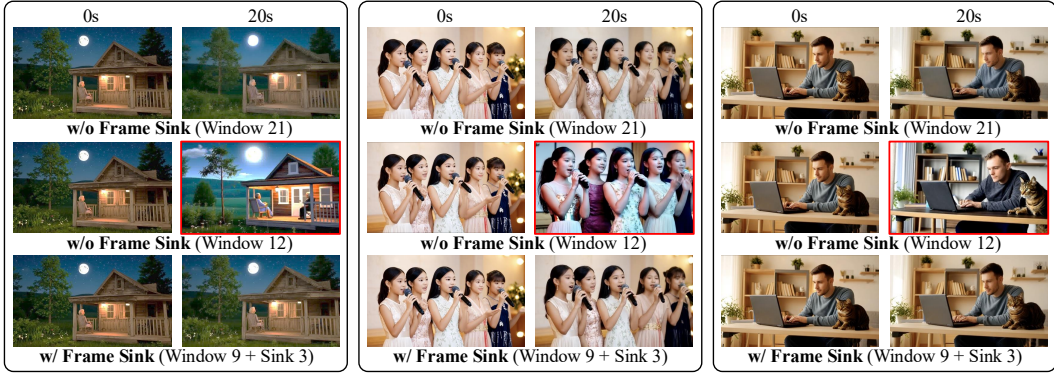 0s 20s
w/o Frame Sink (Window 21)
w/o Frame Sink (Window 12)
w/ Frame Sink (Window 9 + Sink 3)
0s 20s
w/o Frame Sink (Window 21)
w/o Frame Sink (Window 12)
w/ Frame Sink (Window 9 + Sink 3)
0s 20s
w/o Frame Sink (Window 21)
w/o Frame Sink (Window 12)
w/ Frame Sink (Window 9 + Sink 3)